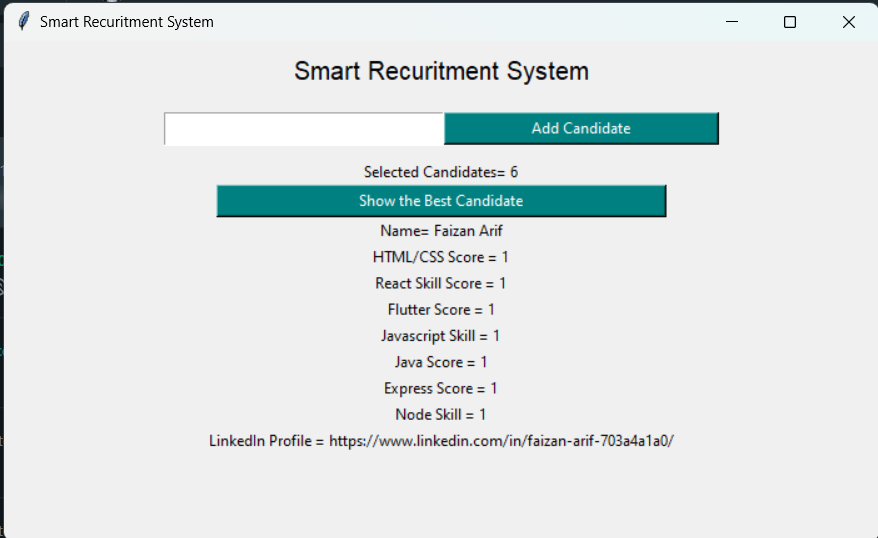 Smart Recuritment System
Smart Recuritment System
Add Candidate
Selected Candidates= 6
Show the Best Candidate
Name= Faizan Arif
HTML/CSS Score = 1
React Skill Score = 1
Flutter Score = 1
Javascript Skill = 1
Java Score = 1
Express Score = 1
Node Skill = 1
LinkedIn Profile = https://www.linkedin.com/in/faizan-arif-703a4a1a0/